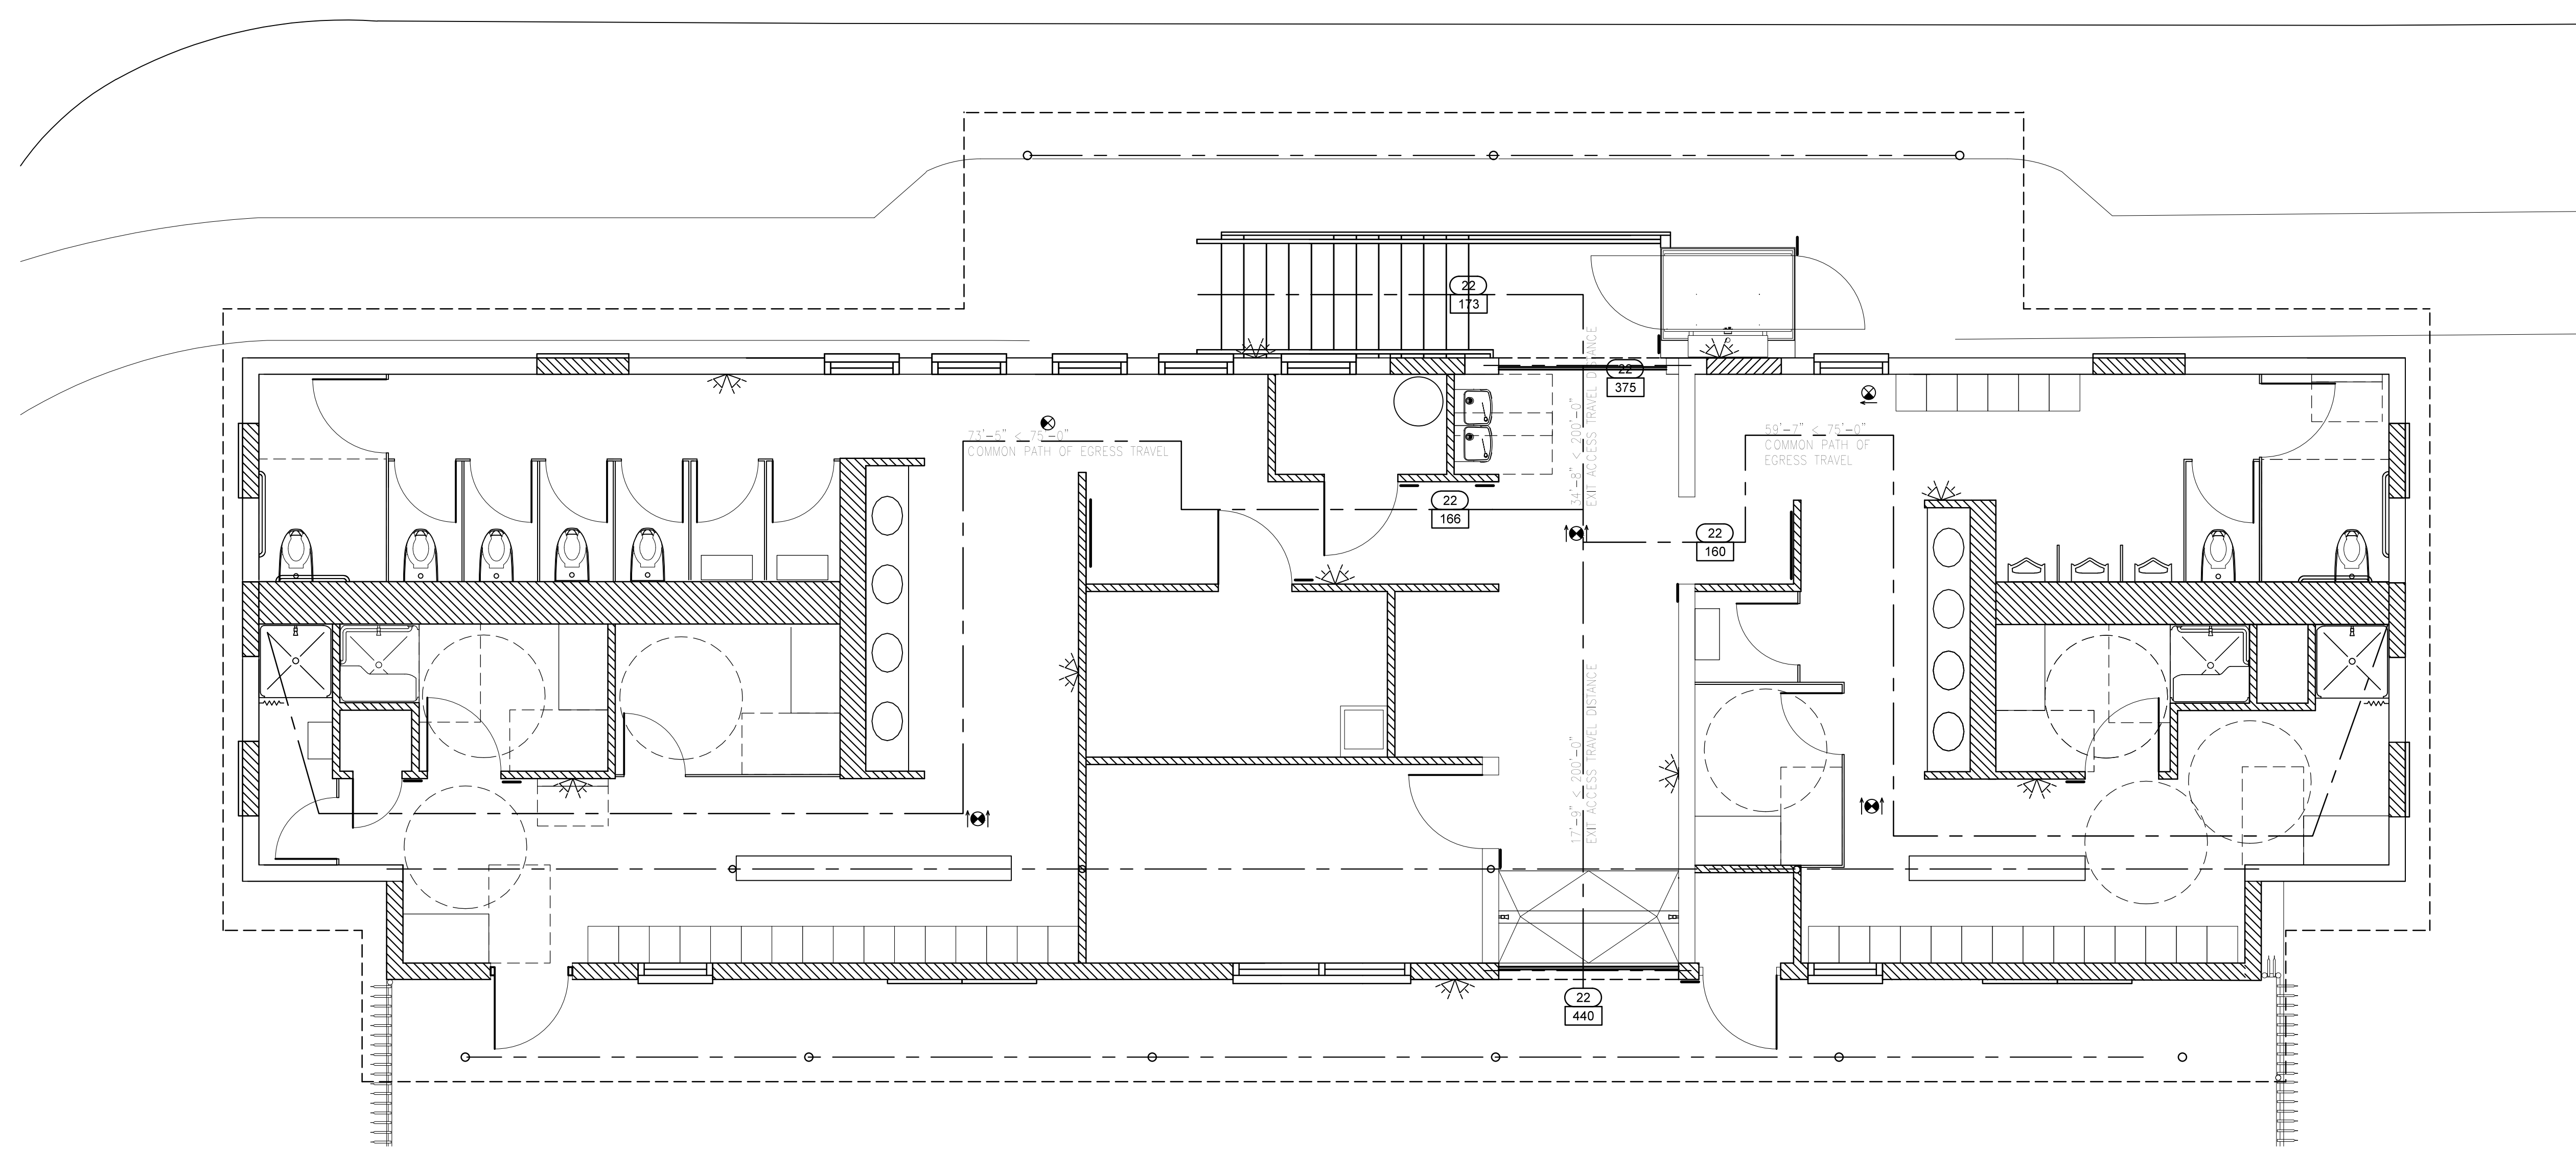 22
173
22
375
34'-8" < 200'-0"
EXIT ACCESS TRAVEL DISTANCE
73'-5" < 75'-0"
COMMON PATH OF EGRESS TRAVEL
59'-7" < 75'-0"
COMMON PATH OF
EGRESS TRAVEL
22
166
22
160
17'-9" < 200'-0"
EXIT ACCESS TRAVEL DISTANCE
22
440